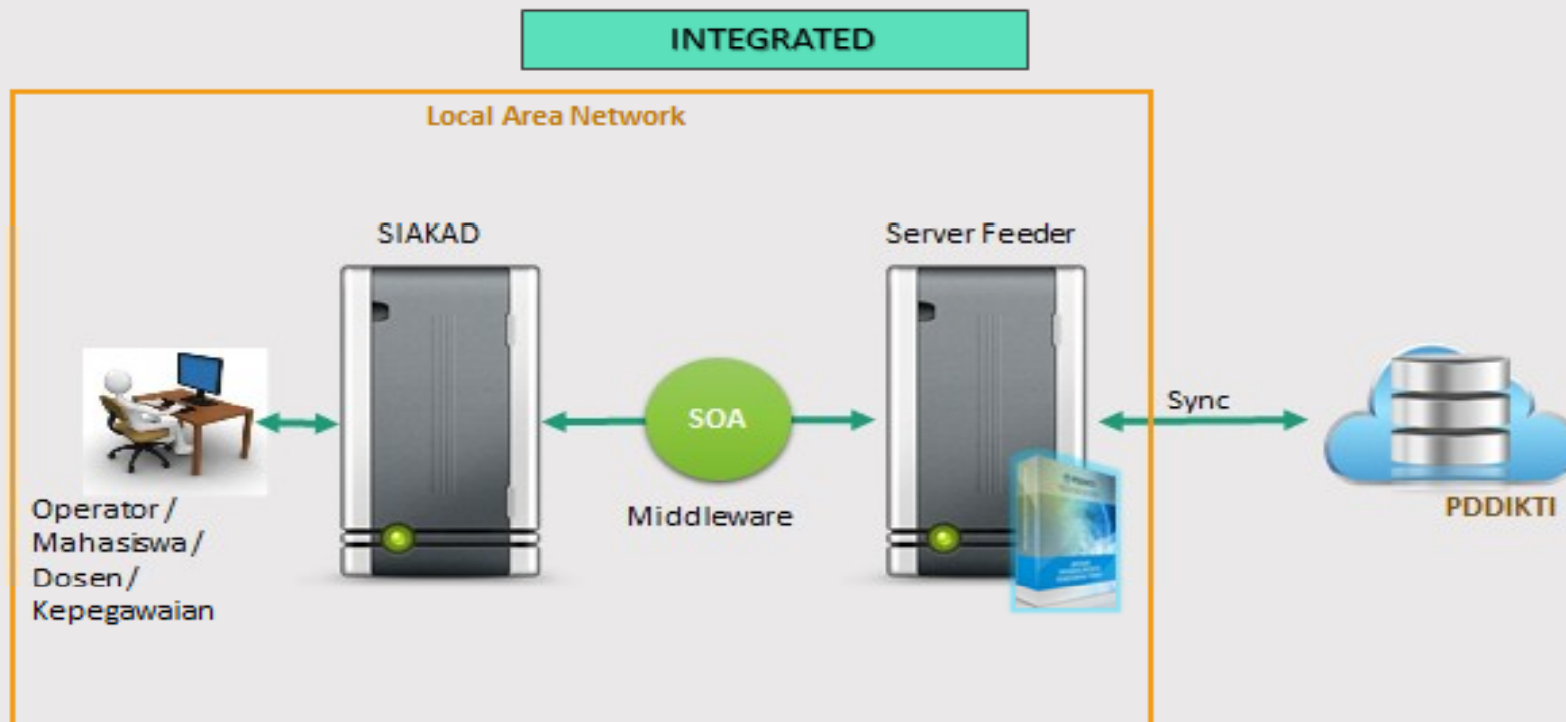 INTEGRATED
Local Area Network
SIAKAD
Server Feeder
SOA
Middleware
Sync
PDDIKTI
Operator /
Mahasiswa /
Dosen /
Kepegawaian